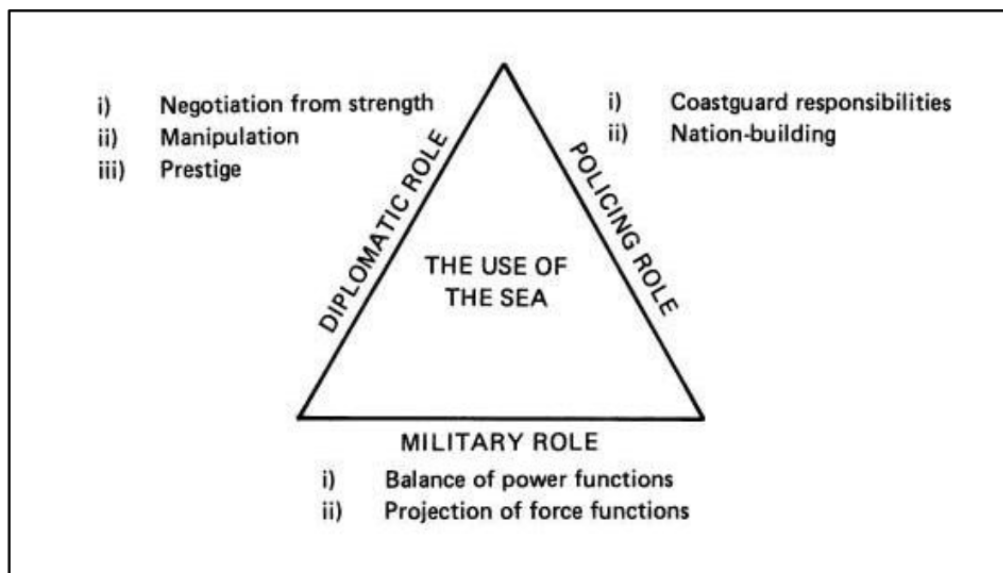 i) Negotiation from strength
ii) Manipulation
iii) Prestige
i) Coastguard responsibilities
ii) Nation-building
DIPLOMATIC ROLE
POLICING ROLE
THE USE OF
THE SEA
MILITARY ROLE
i) Balance of power functions
ii) Projection of force functions